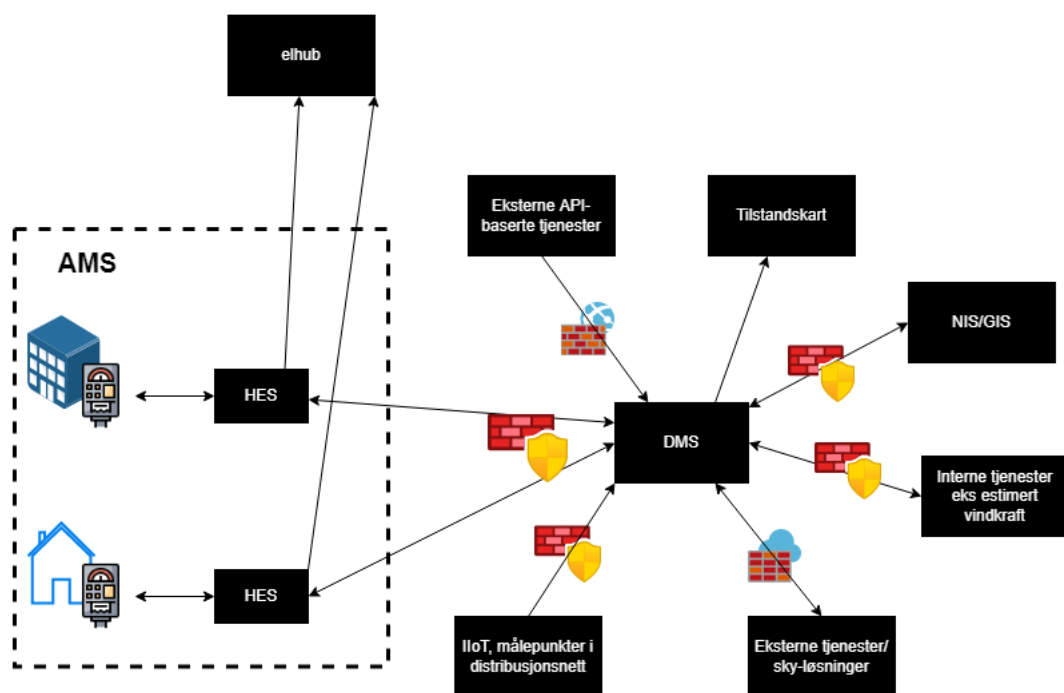 elhub
Eksterne API-
baserte tjenester
Tilstandskart
AMS
NIS/GIS
HES
DMS
Interne tjenester
eks estimert
vindkraft
HES
IIoT, målepunkter i
distribusjonsnett
Eksterne tjenester/
sky-løsninger